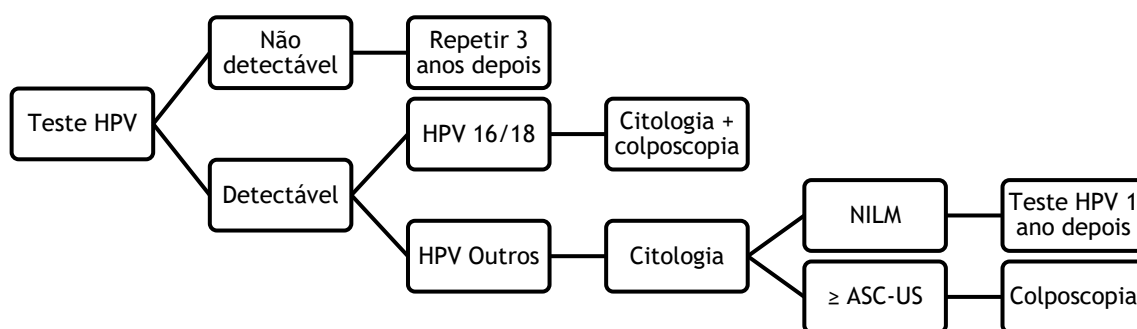 Não
detectável
Repetir 3
anos depois
Teste HPV
HPV 16/18
Citologia +
colposcopia
Detectável
NILM
Teste HPV 1
ano depois
HPV Outros
Citologia
≥ ASC-US
Colposcopia